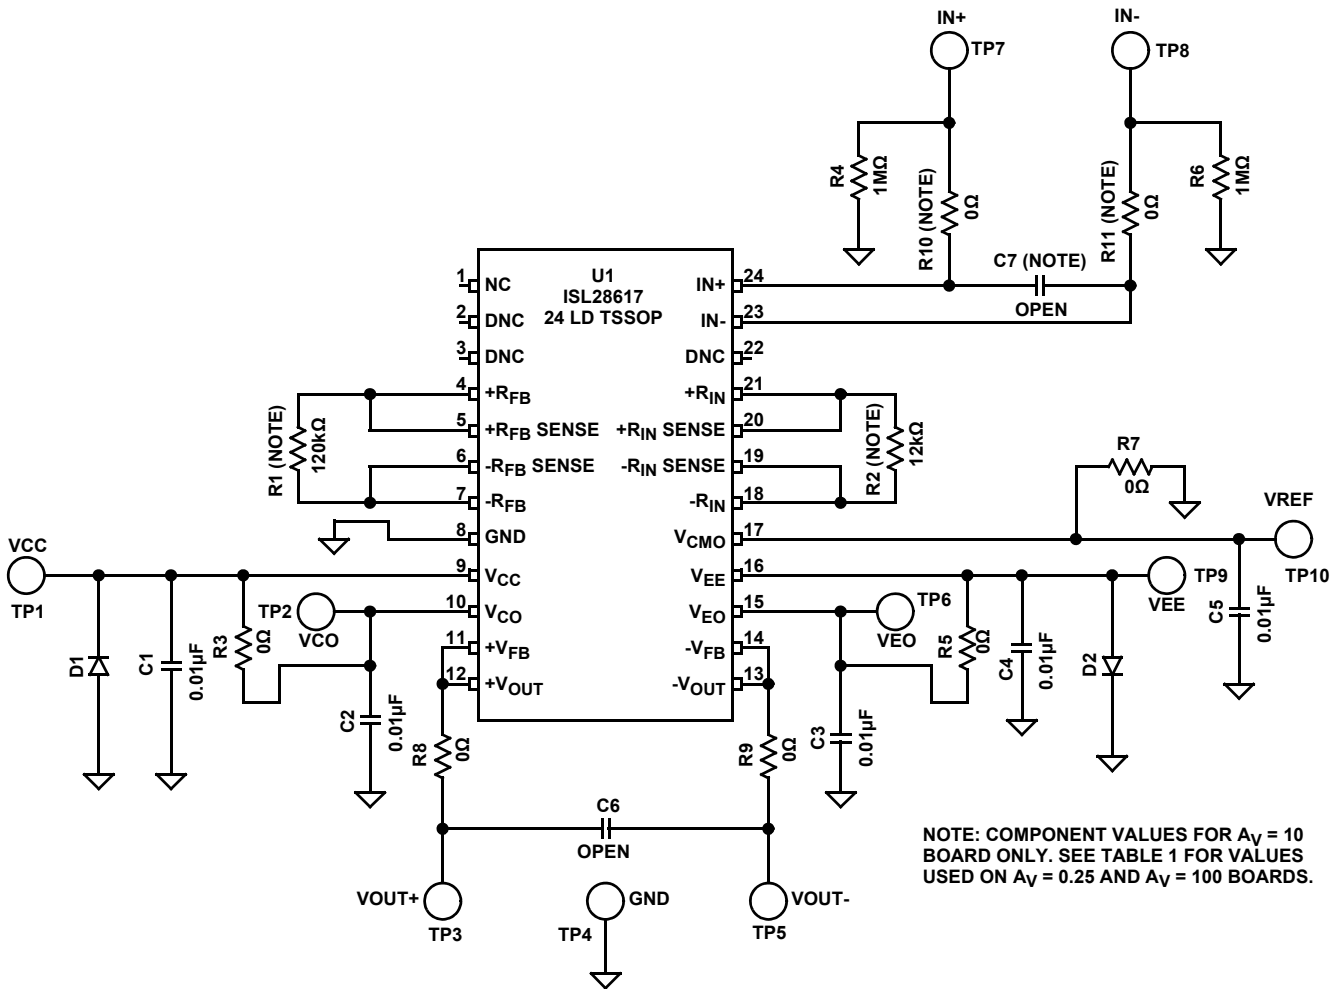 IN+
IN-
TP7
TP8
R4
1MΩ
R10 (NOTE)
0Ω
R11 (NOTE)
0Ω
R6
1MΩ
C7 (NOTE)
OPEN
U1
ISL28617
24 LD TSSOP
1 NC
2 DNC
3 DNC
4 +RFB
5 +RFB SENSE
6 -RFB SENSE
7 -RFB
8 GND
9 VCC
10 VCO
11 +VFB
12 +VOUT
IN+ 24
IN- 23
DNC 22
+RIN 21
+RIN SENSE 20
-RIN SENSE 19
-RIN 18
VCMO 17
VEE 16
VEO 15
-VFB 14
-VOUT 13
R1 (NOTE)
120kΩ
R2 (NOTE)
12kΩ
R7
0Ω
VREF
TP10
VCC
TP1
TP2
VCO
TP6
VEO
TP9
VEE
D1
C1
0.01µF
R3
0Ω
C2
0.01µF
R8
0Ω
R9
0Ω
C3
0.01µF
R5
0Ω
C4
0.01µF
D2
C5
0.01µF
C6
OPEN
VOUT+
TP3
GND
TP4
VOUT-
TP5
NOTE: COMPONENT VALUES FOR AV = 10
BOARD ONLY. SEE TABLE 1 FOR VALUES
USED ON AV = 0.25 AND AV = 100 BOARDS.